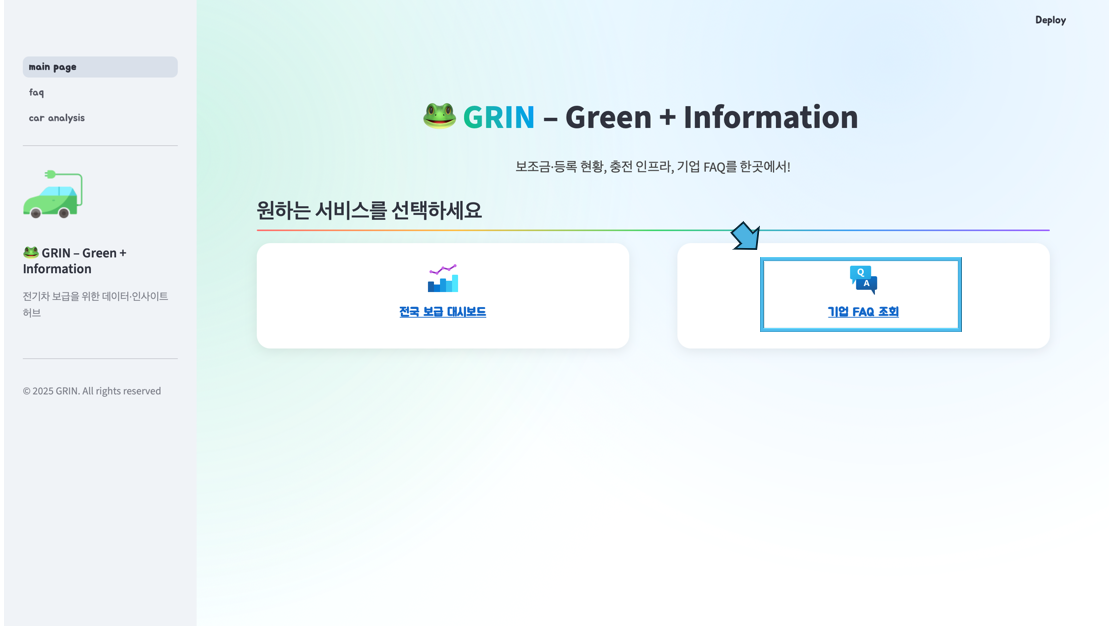 Deploy
main page
faq
car analysis
GRIN – Green +
Information
전기차 보급을 위한 데이터·인사이트
허브
© 2025 GRIN. All rights reserved
GRIN – Green + Information
보조금·등록 현황, 충전 인프라, 기업 FAQ를 한곳에서!
원하는 서비스를 선택하세요
전국 보급 대시보드
Q
A
기업 FAQ 조회